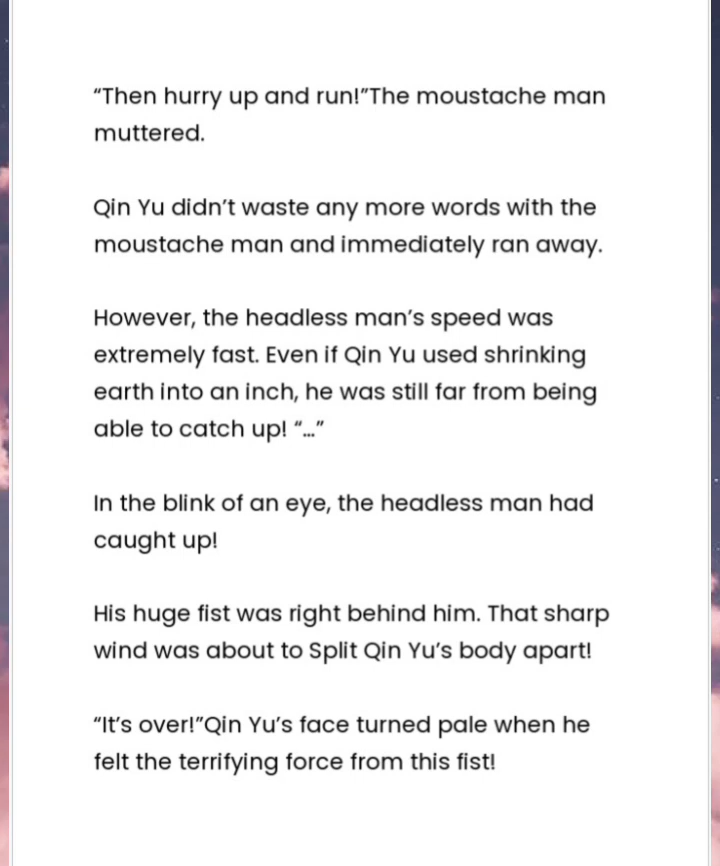 “Then hurry up and run!”The moustache man
muttered.
Qin Yu didn’t waste any more words with the
moustache man and immediately ran away.
However, the headless man’s speed was
extremely fast. Even if Qin Yu used shrinking
earth into an inch, he was still far from being
able to catch up! “…”
In the blink of an eye, the headless man had
caught up!
His huge fist was right behind him. That sharp
wind was about to Split Qin Yu’s body apart!
“It’s over!”Qin Yu’s face turned pale when he
felt the terrifying force from this fist!